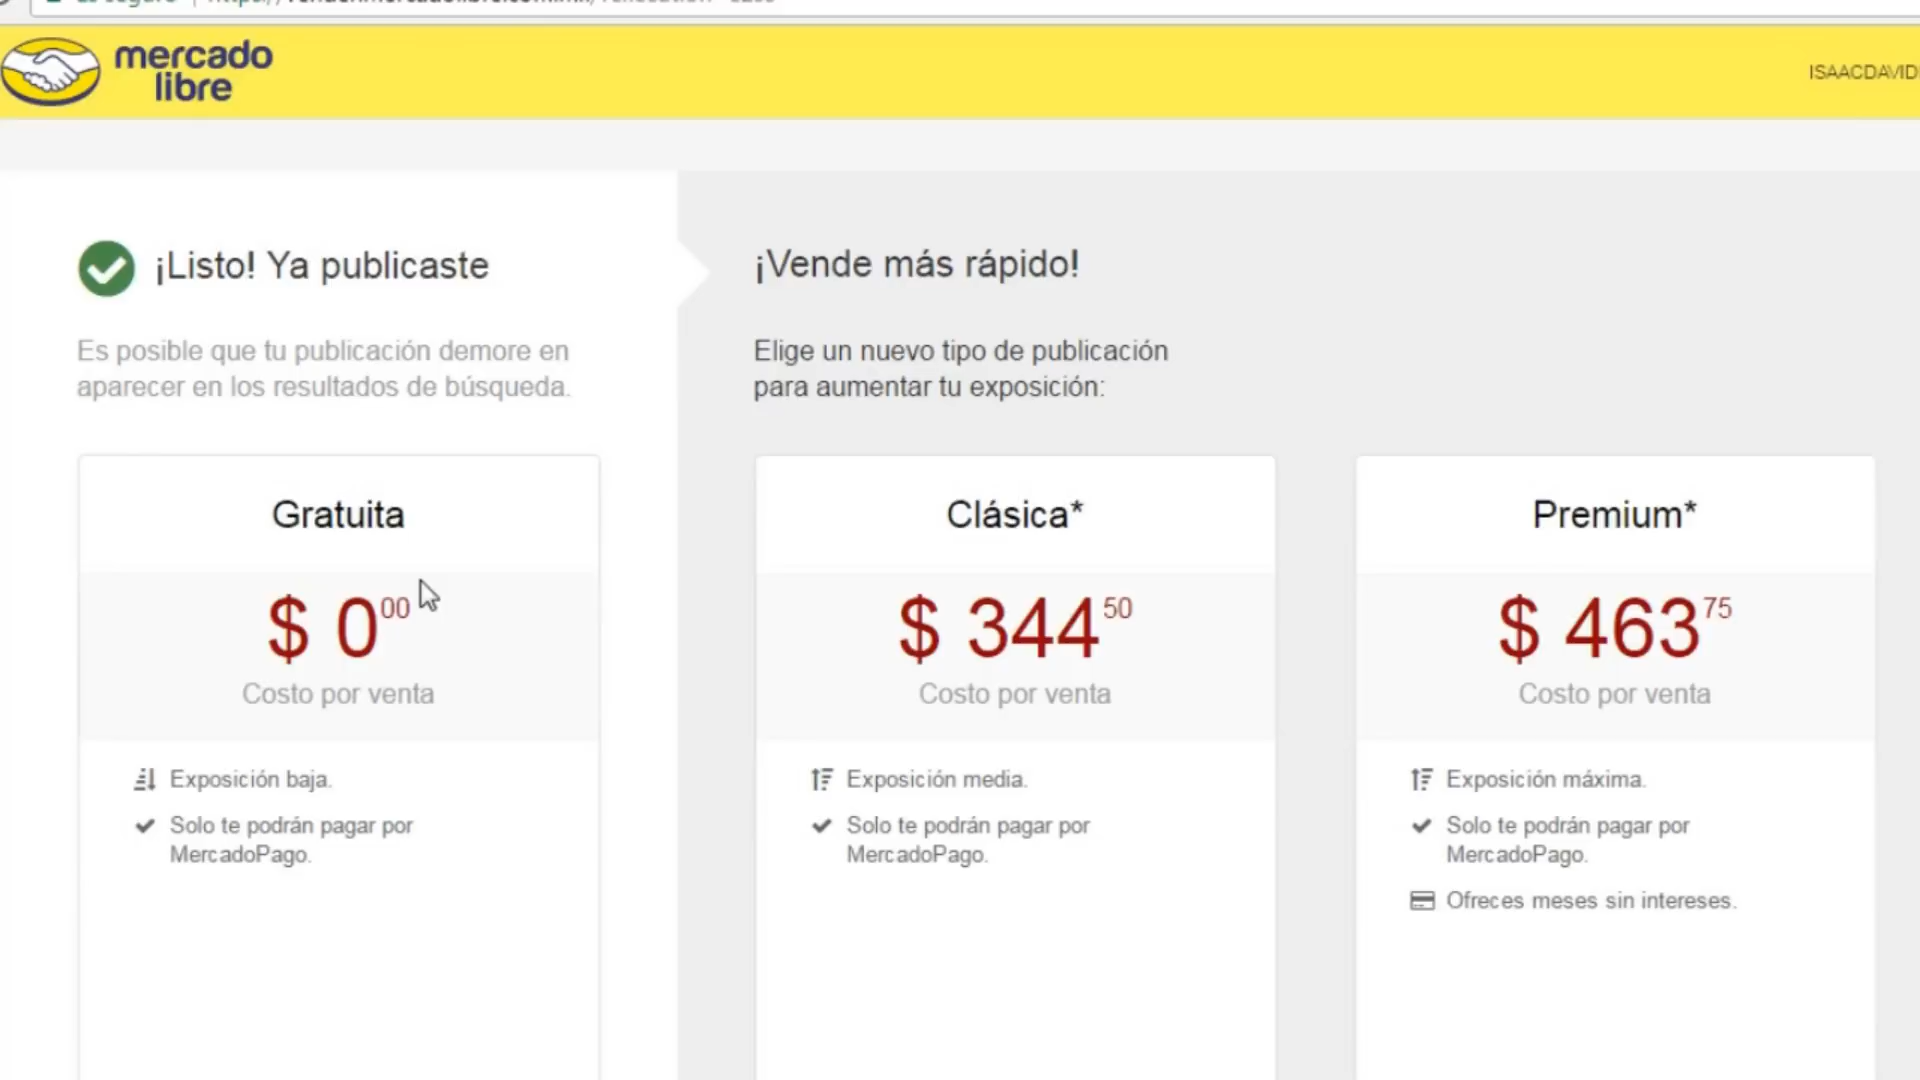 mercado
libre
ISAACDAVID
¡Listo! Ya publicaste
Es posible que tu publicación demore en
aparecer en los resultados de búsqueda.
¡Vende más rápido!
Elige un nuevo tipo de publicación
para aumentar tu exposición:
Gratuita
$ 0 00
Costo por venta
Exposición baja.
Solo te podrán pagar por
MercadoPago.
Clásica*
$ 344 50
Costo por venta
Exposición media.
Solo te podrán pagar por
MercadoPago.
Premium*
$ 463 75
Costo por venta
Exposición máxima.
Solo te podrán pagar por
MercadoPago.
Ofreces meses sin intereses.